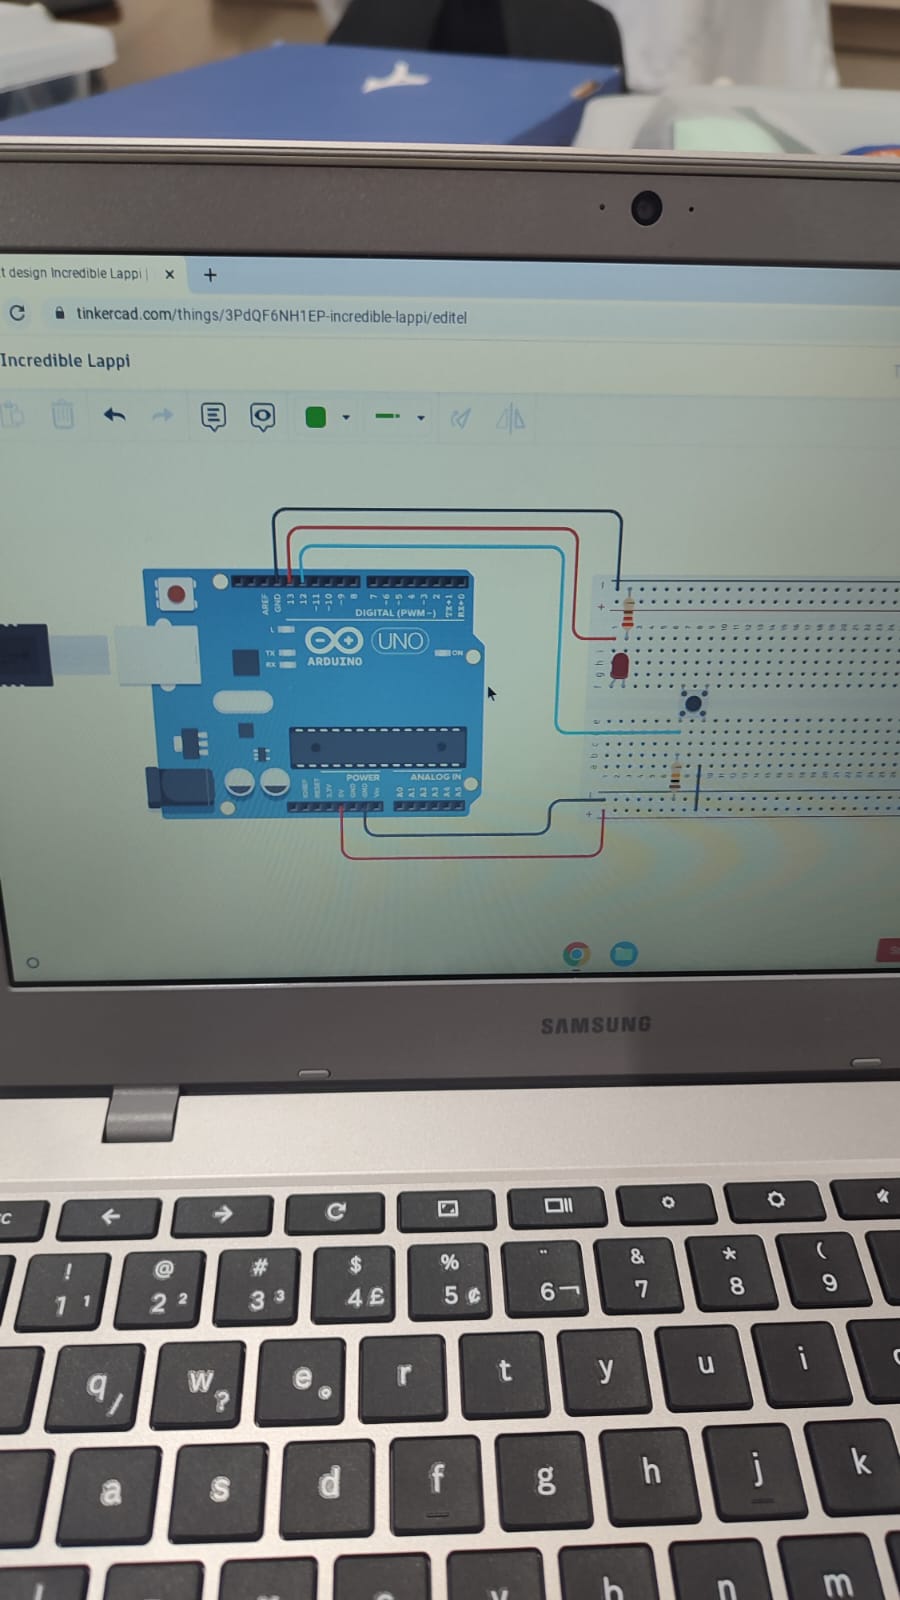 t design Incredible Lappi
tinkercad.com/things/3PdQF6NH1EP-incredible-lappi/editel
Incredible Lappi
AREF
GND
13
12
~11
~10
~9
8
7
~6
~5
4
~3
2
TX→1
RX←0
DIGITAL (PWM~)
L
TX
RX
UNO
ARDUINO
ON
POWER
ANALOG IN
IOREF
RESET
3.3V
5V
GND
GND
Vin
A0
A1
A2
A3
A4
A5
SAMSUNG
! @ # $ % ¨ & * (
1 1 2 2 3 3 4 £ 5 ¢ 6 ¬ 7 8 9
q / w ? e ° r t y u i
a s d f g h j k
v b n m